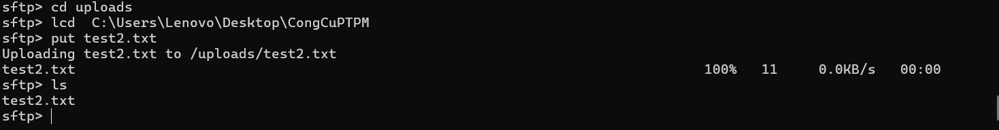 sftp> cd uploads
sftp> lcd  C:\Users\Lenovo\Desktop\CongCuPTPM
sftp> put test2.txt
Uploading test2.txt to /uploads/test2.txt
test2.txt                                                                             100%   11     0.0KB/s   00:00
sftp> ls
test2.txt
sftp>